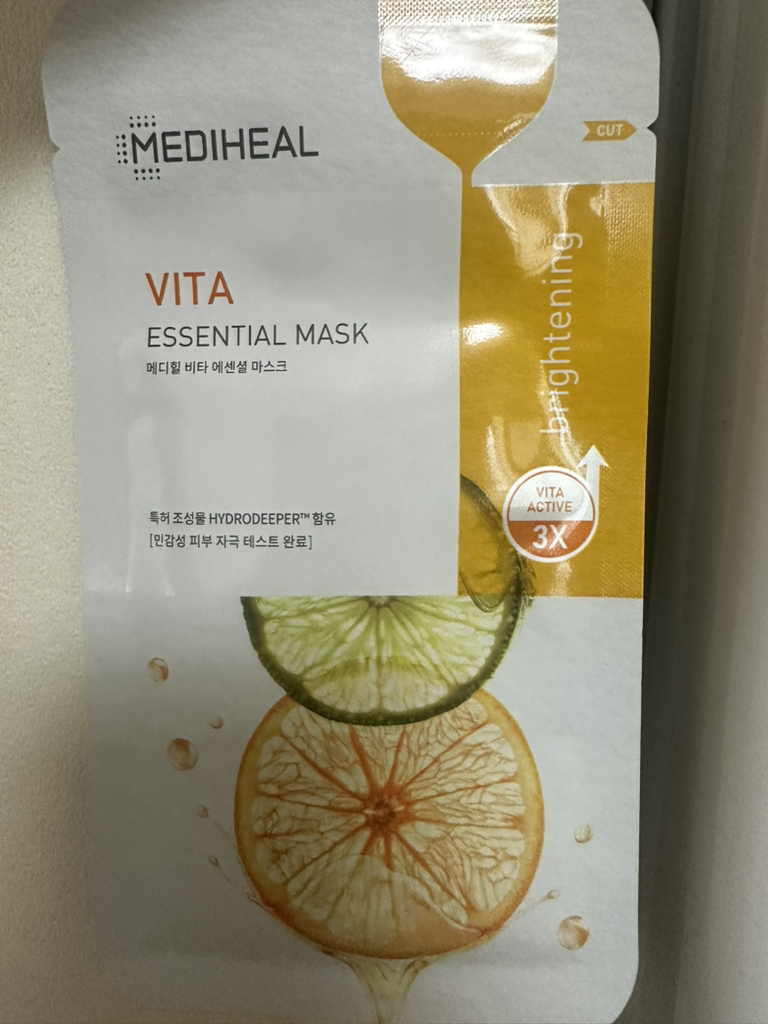 MEDIHEAL
CUT
VITA
ESSENTIAL MASK
메디힐 비타 에센셜 마스크
brightening
VITA
ACTIVE
3X
특허 조성물 HYDRODEEPER™ 함유
[민감성 피부 자극 테스트 완료]